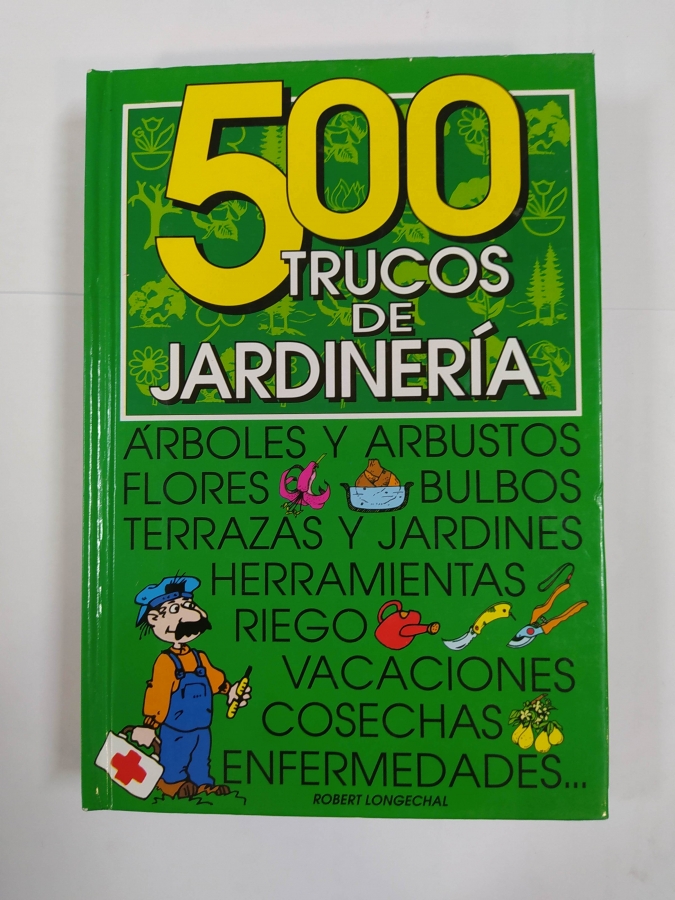 500
TRUCOS
DE
JARDINERÍA
ÁRBOLES Y ARBUSTOS
FLORES BULBOS
TERRAZAS Y JARDINES
HERRAMIENTAS
RIEGO
VACACIONES
COSECHAS
ENFERMEDADES...
ROBERT LONGECHAL